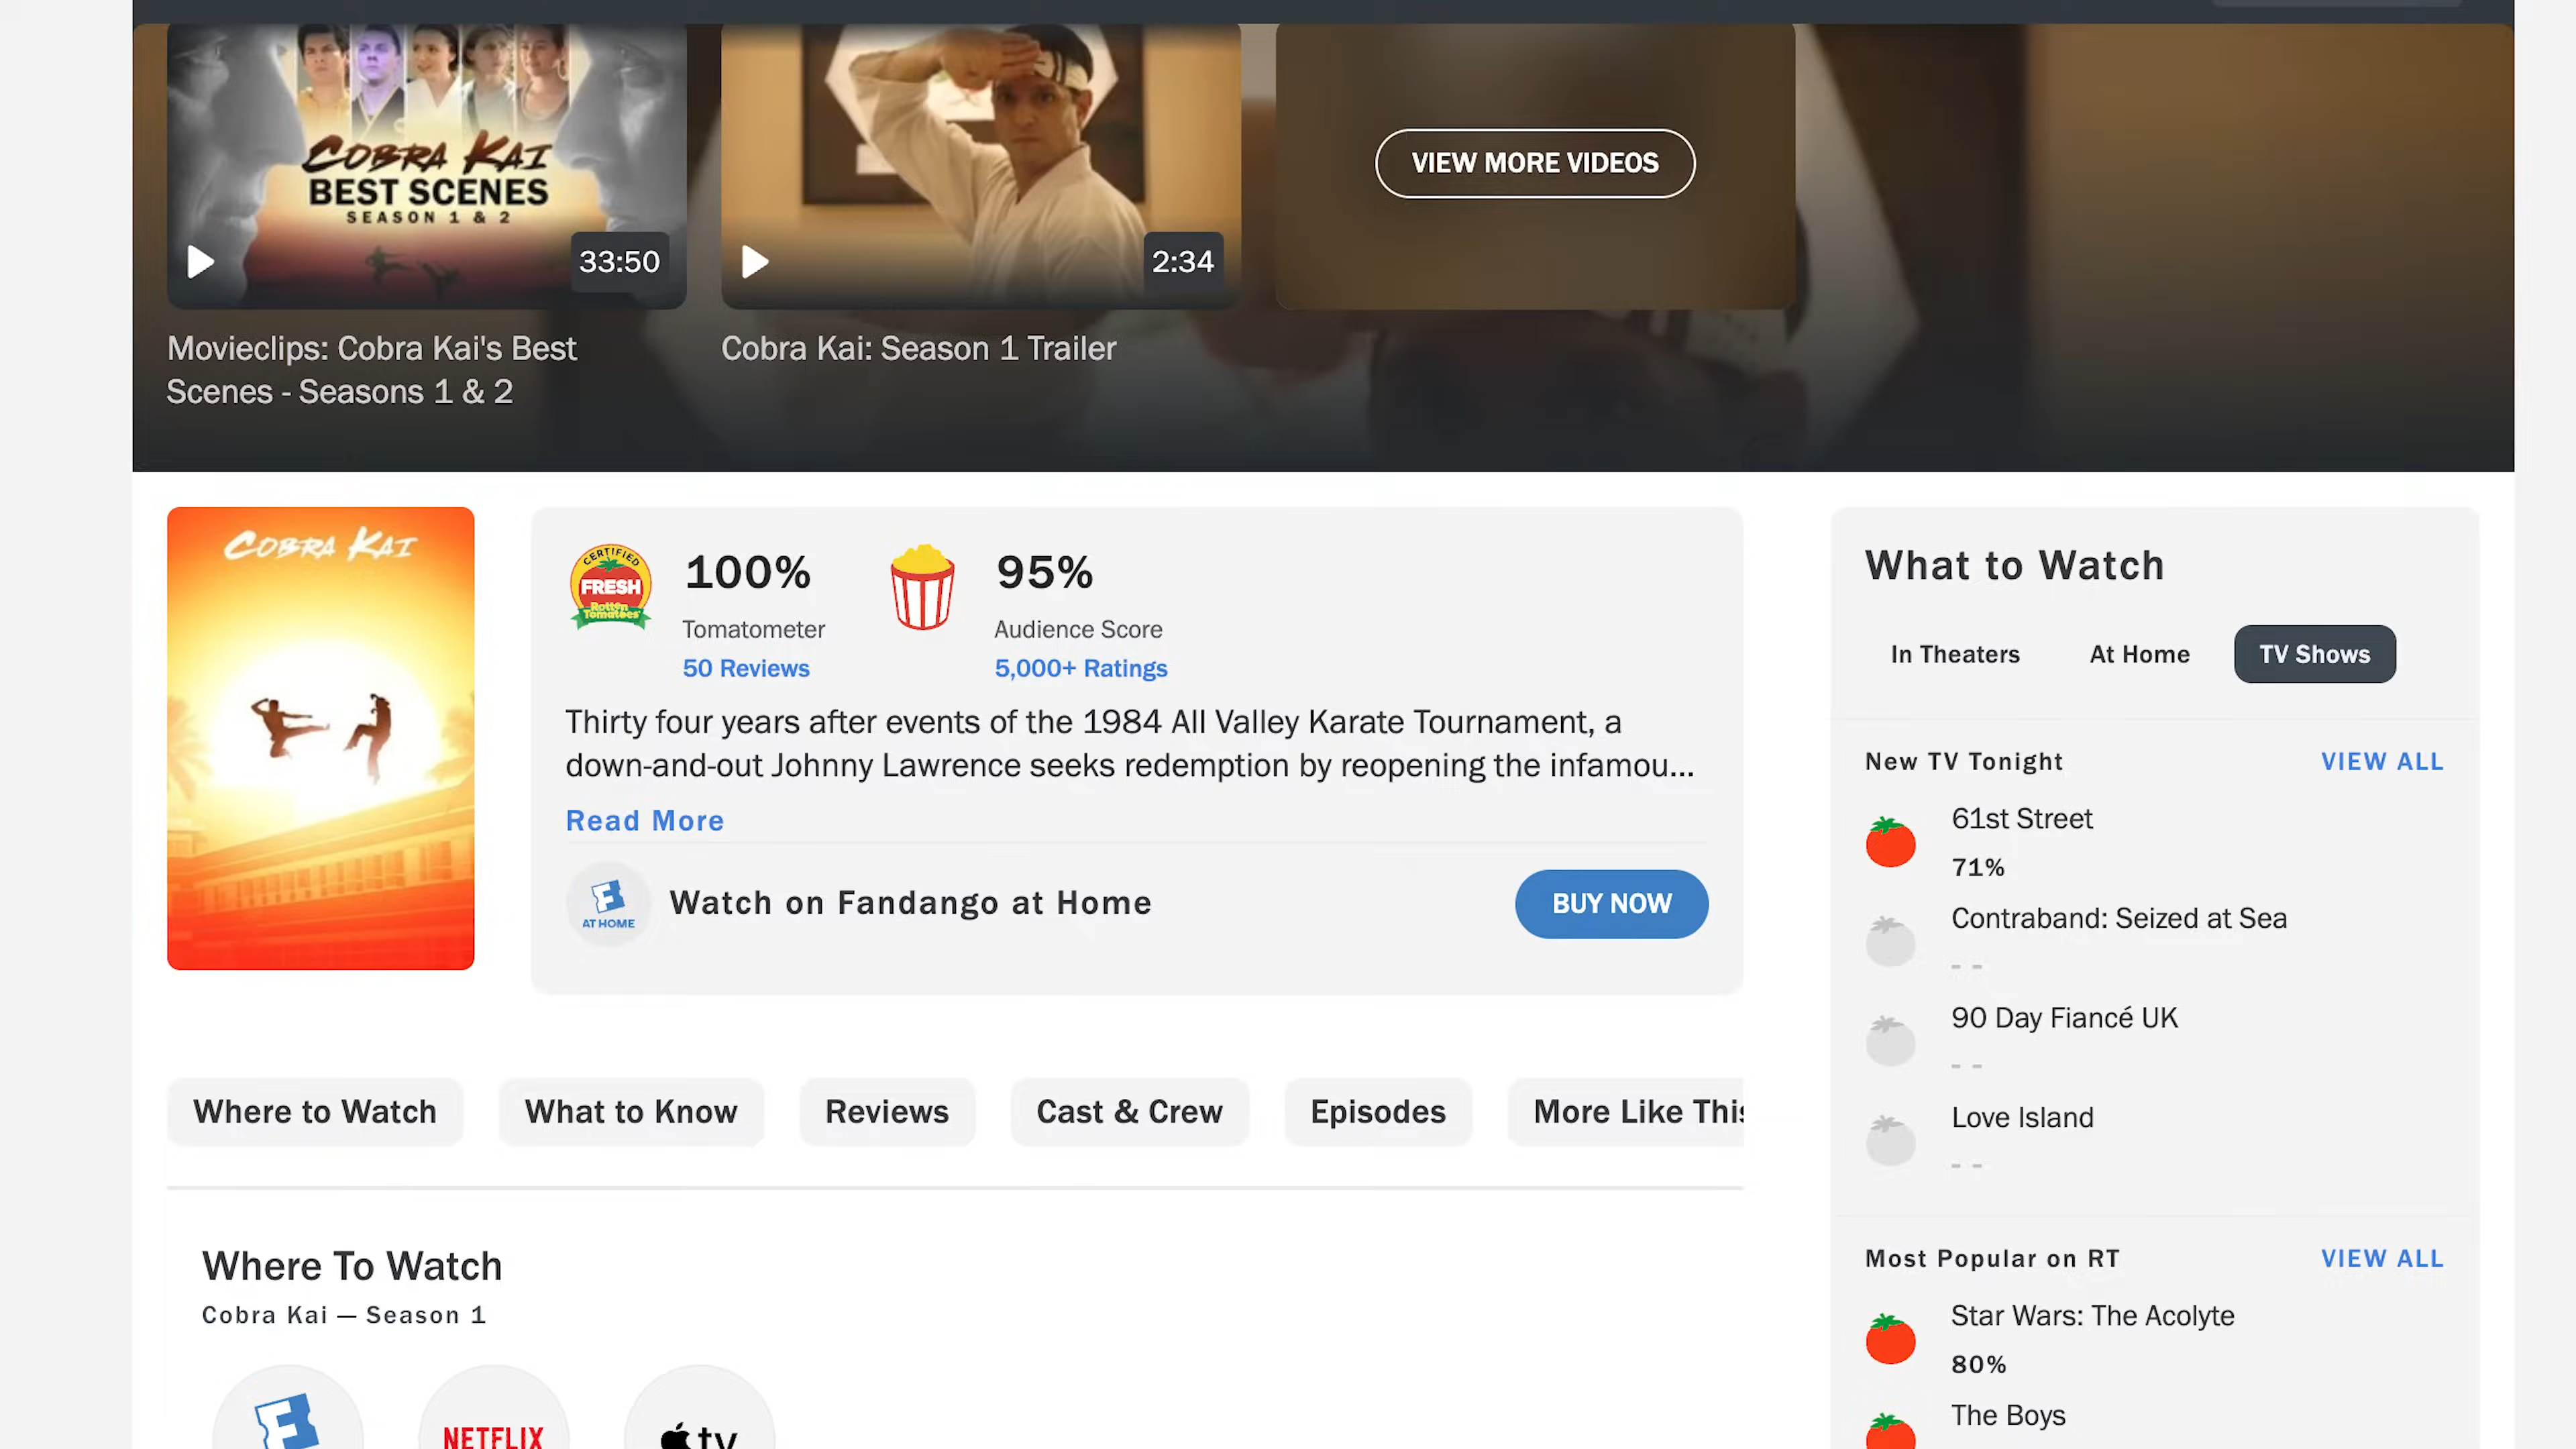 COBRA KAI
BEST SCENES
SEASON 1 & 2
33:50
2:34
VIEW MORE VIDEOS
Movieclips: Cobra Kai's Best
Scenes - Seasons 1 & 2
Cobra Kai: Season 1 Trailer
COBRA KAI
CERTIFIED
FRESH
Rotten
Tomatoes
100%
Tomatometer
50 Reviews
95%
Audience Score
5,000+ Ratings
Thirty four years after events of the 1984 All Valley Karate Tournament, a
down-and-out Johnny Lawrence seeks redemption by reopening the infamou...
Read More
F
AT HOME
Watch on Fandango at Home
BUY NOW
Where to Watch
What to Know
Reviews
Cast & Crew
Episodes
More Like This
Where To Watch
Cobra Kai — Season 1
F
NETFLIX
tv
What to Watch
In Theaters
At Home
TV Shows
New TV Tonight
VIEW ALL
61st Street
71%
Contraband: Seized at Sea
- -
90 Day Fiancé UK
- -
Love Island
- -
Most Popular on RT
VIEW ALL
Star Wars: The Acolyte
80%
The Boys